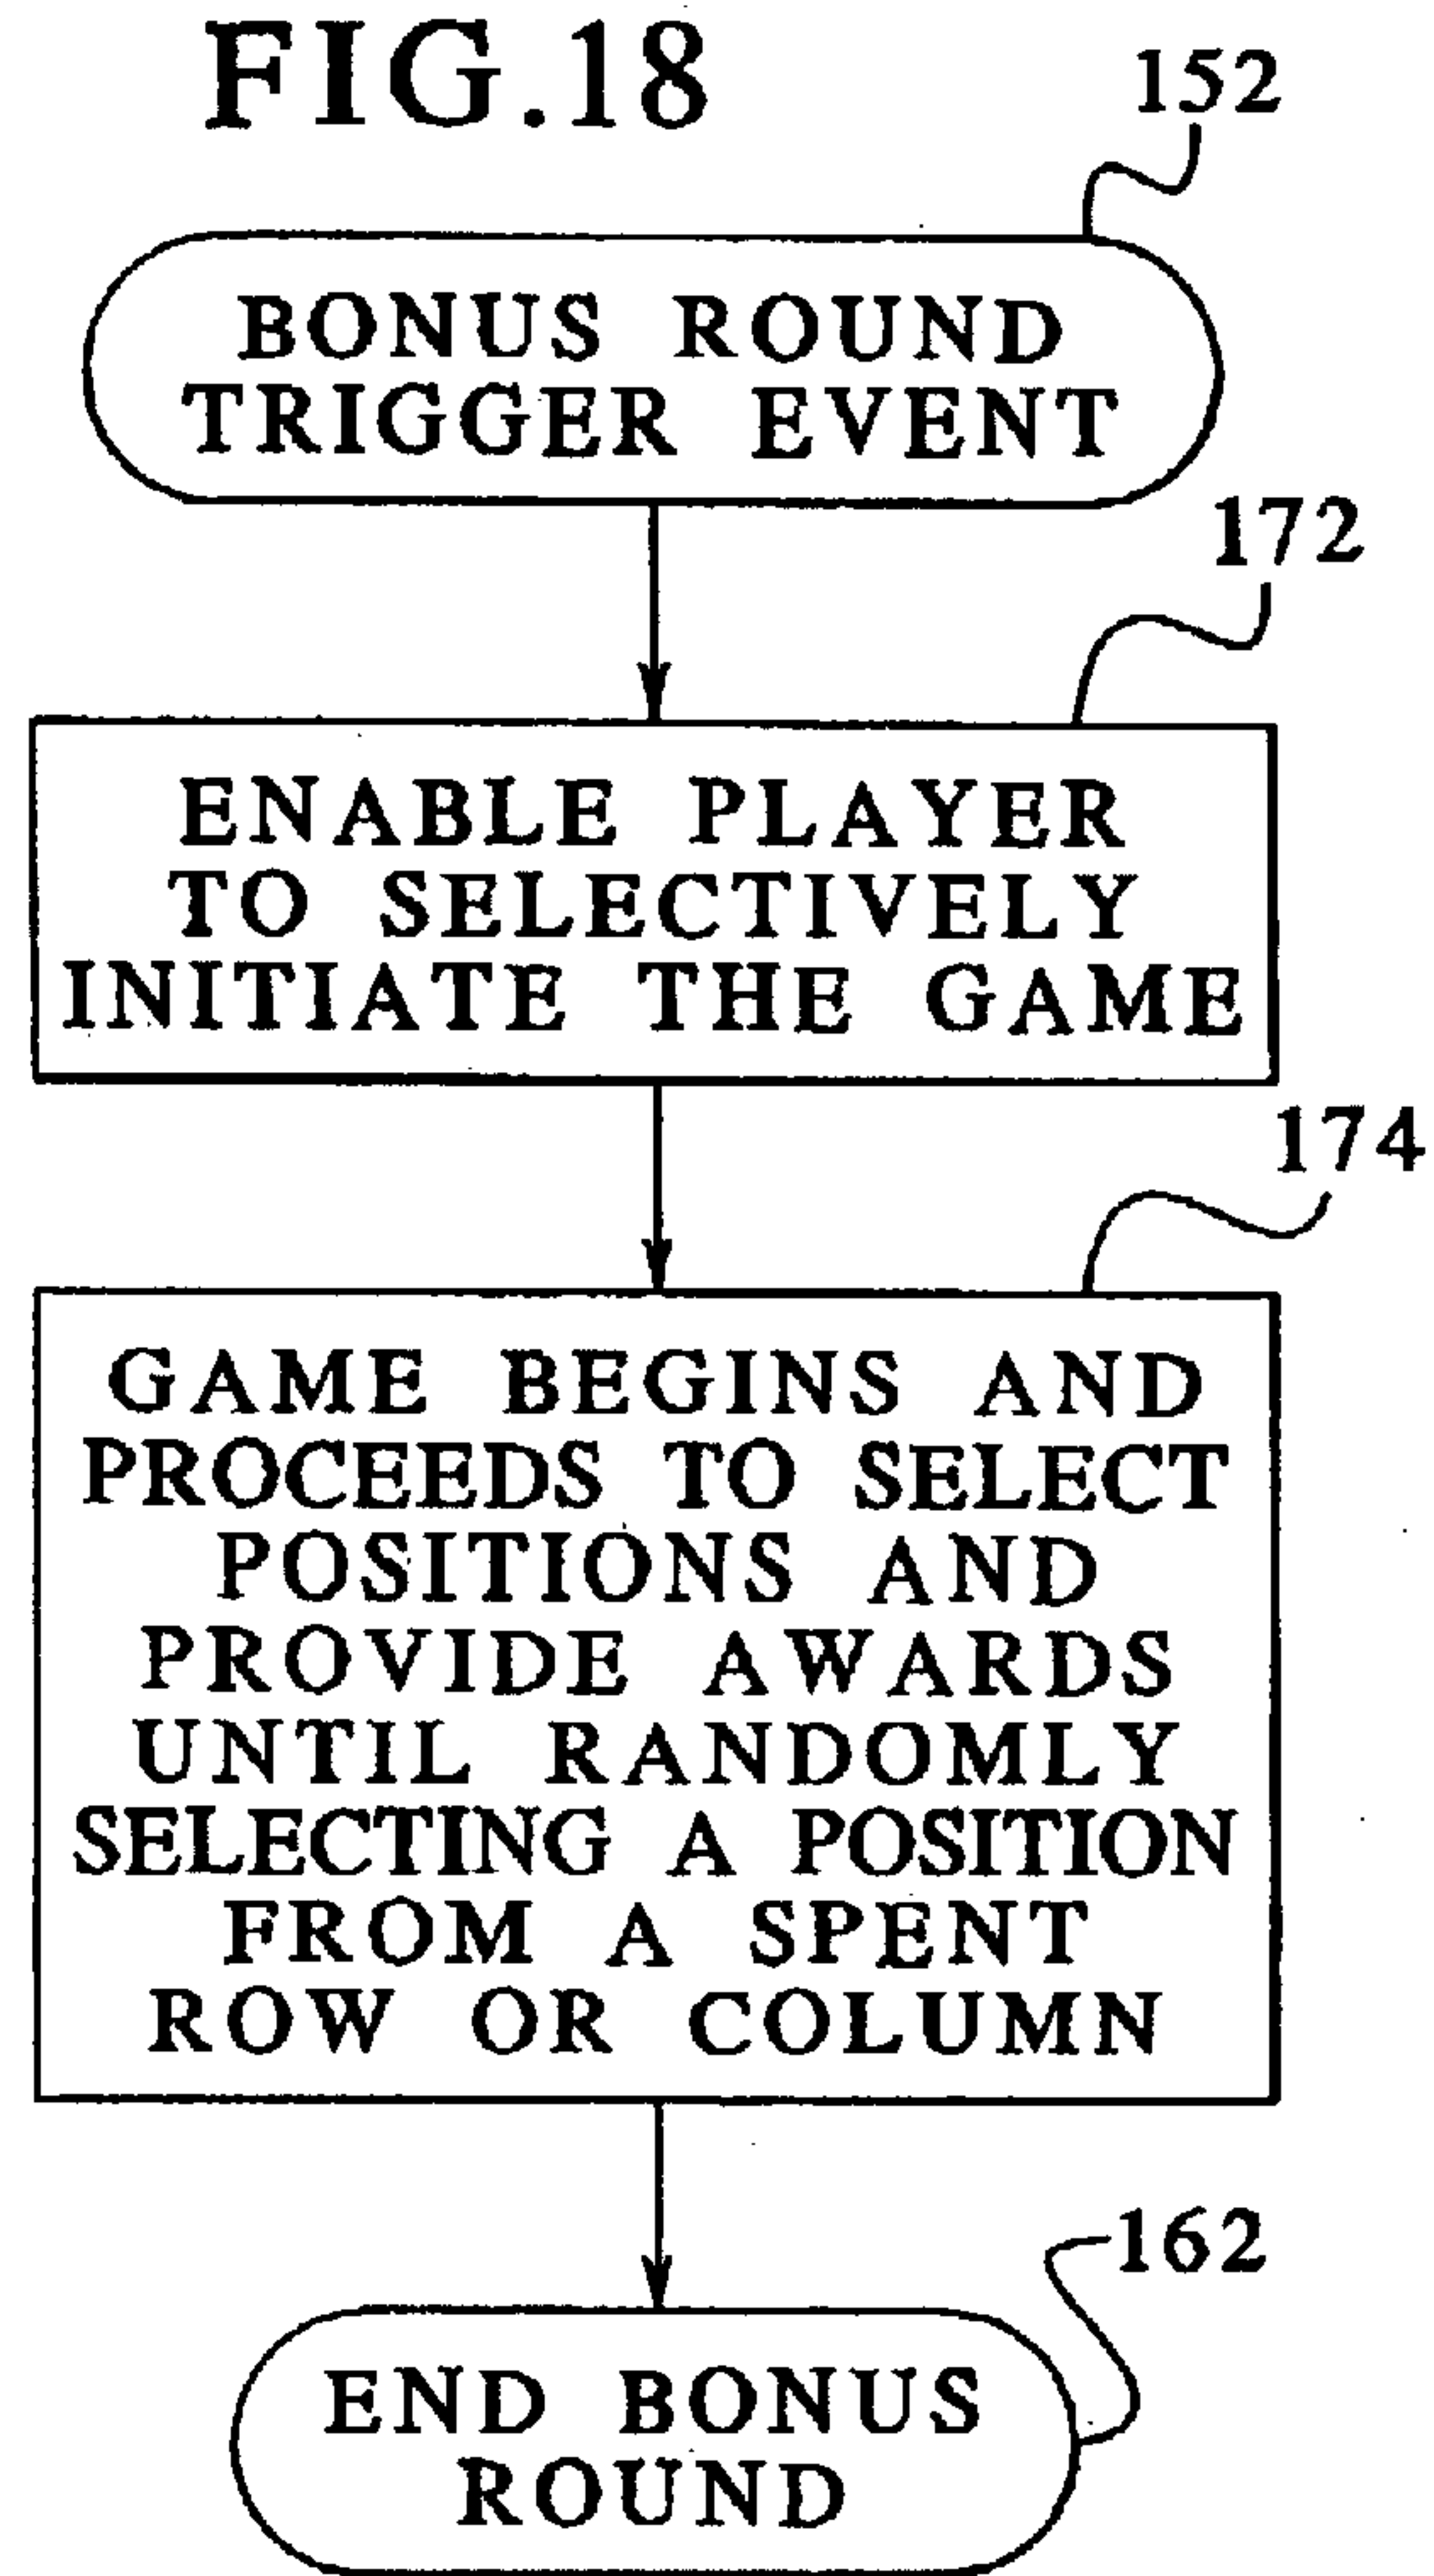 FIG.18
152
BONUS ROUND
TRIGGER EVENT
172
ENABLE PLAYER
TO SELECTIVELY
INITIATE THE GAME
174
GAME BEGINS AND
PROCEEDS TO SELECT
POSITIONS AND
PROVIDE AWARDS
UNTIL RANDOMLY
SELECTING A POSITION
FROM A SPENT
ROW OR COLUMN
162
END BONUS
ROUND